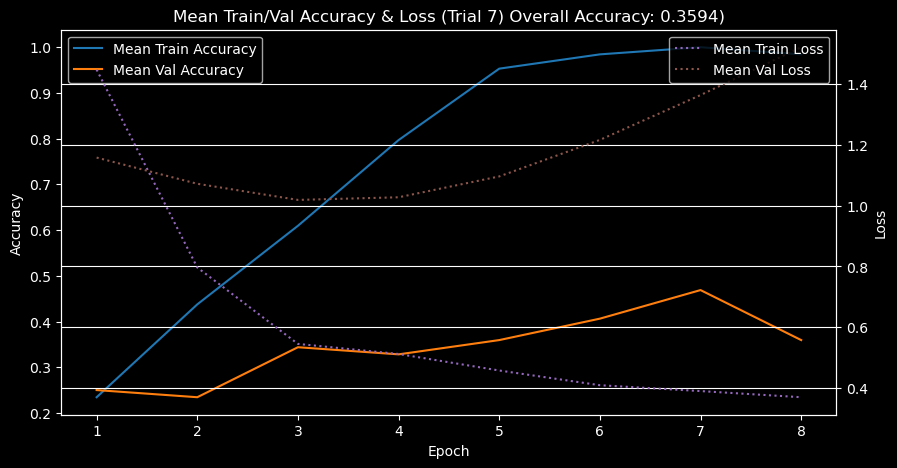 Mean Train/Val Accuracy & Loss (Trial 7) Overall Accuracy: 0.3594)
Mean Train Accuracy
Mean Val Accuracy
Mean Train Loss
Mean Val Loss
Accuracy
1.0
0.9
0.8
0.7
0.6
0.5
0.4
0.3
0.2
1.4
1.2
1.0
0.8
0.6
0.4
Loss
1 2 3 4 5 6 7 8
Epoch